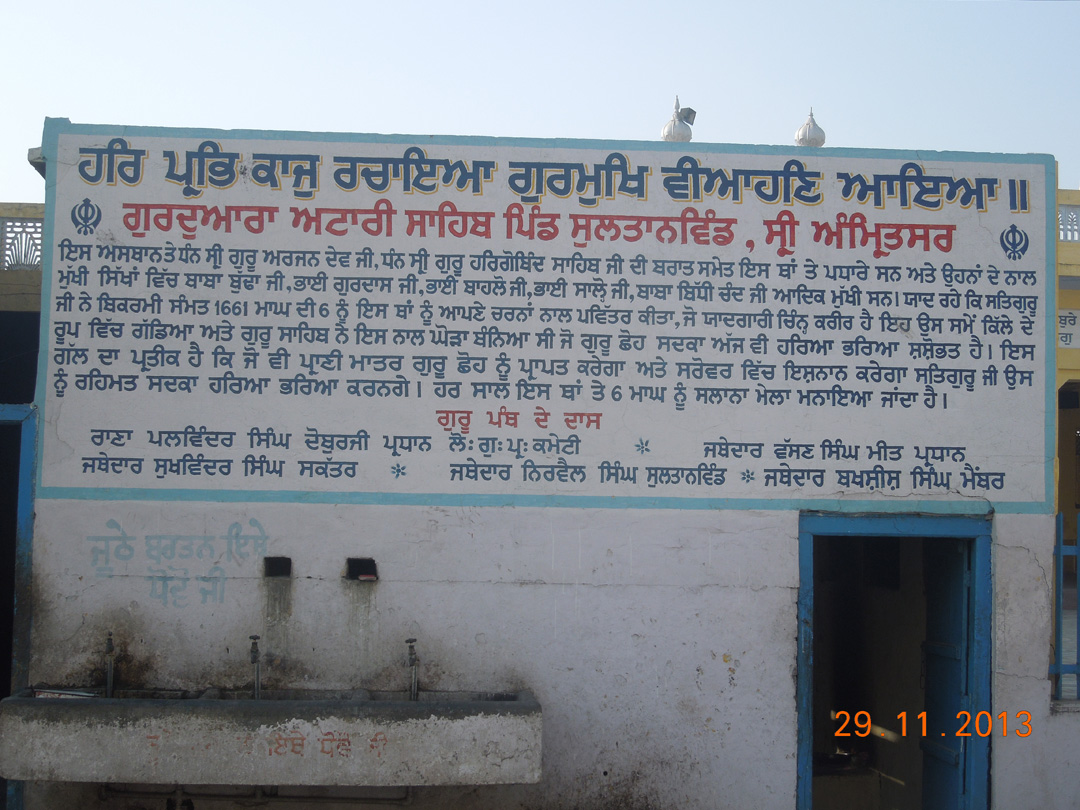 ਹਰਿ ਪ੍ਰਭਿ ਕਾਜੁ ਰਚਾਇਆ ਗੁਰਮੁਖਿ ਵੀਆਹਣਿ ਆਇਆ ॥
ਗੁਰਦੁਆਰਾ ਅਟਾਰੀ ਸਾਹਿਬ ਪਿੰਡ ਸੁਲਤਾਨਵਿੰਡ , ਸ੍ਰੀ ਅੰਮ੍ਰਿਤਸਰ
ਇਸ ਅਸਥਾਨ ਤੇ ਧੰਨ ਸ੍ਰੀ ਗੁਰੂ ਅਰਜਨ ਦੇਵ ਜੀ, ਧੰਨ ਸ੍ਰੀ ਗੁਰੂ ਹਰਿਗੋਬਿੰਦ ਸਾਹਿਬ ਜੀ ਦੀ ਬਰਾਤ ਸਮੇਤ ਇਸ ਥਾਂ ਤੇ ਪਧਾਰੇ ਸਨ ਅਤੇ ਉਹਨਾਂ ਦੇ ਨਾਲ
ਮੁੱਖੀ ਸਿੱਖਾਂ ਵਿੱਚ ਬਾਬਾ ਬੁੱਢਾ ਜੀ, ਭਾਈ ਗੁਰਦਾਸ ਜੀ, ਭਾਈ ਬਾਹਲੋ ਜੀ, ਭਾਈ ਸਾਲ੍ਹੋ ਜੀ, ਬਾਬਾ ਬਿੱਧੀ ਚੰਦ ਜੀ ਆਦਿਕ ਮੁੱਖੀ ਸਨ। ਯਾਦ ਰਹੇ ਕਿ ਸਤਿਗੁਰੂ
ਜੀ ਨੇ ਬਿਕਰਮੀ ਸੰਮਤ 1661 ਮਾਘ ਦੀ 6 ਨੂੰ ਇਸ ਥਾਂ ਨੂੰ ਆਪਣੇ ਚਰਨਾਂ ਨਾਲ ਪਵਿੱਤਰ ਕੀਤਾ, ਜੋ ਯਾਦਗਾਰੀ ਚਿੰਨ੍ਹ ਕਰੀਰ ਹੈ ਇਹ ਉਸ ਸਮੇਂ ਕਿੱਲੇ ਦੇ
ਰੂਪ ਵਿੱਚ ਗੱਡਿਆ ਅਤੇ ਗੁਰੂ ਸਾਹਿਬ ਨੇ ਇਸ ਨਾਲ ਘੋੜਾ ਬੰਨਿਆ ਸੀ ਜੋ ਗੁਰੂ ਛੋਹ ਸਦਕਾ ਅੱਜ ਵੀ ਹਰਿਆ ਭਰਿਆ ਸ਼ਸ਼ੋਭਤ ਹੈ। ਇਸ
ਗੱਲ ਦਾ ਪ੍ਰਤੀਕ ਹੈ ਕਿ ਜੋ ਵੀ ਪ੍ਰਾਣੀ ਮਾਤਰ ਗੁਰੂ ਛੋਹ ਨੂੰ ਪ੍ਰਾਪਤ ਕਰੇਗਾ ਅਤੇ ਸਰੋਵਰ ਵਿੱਚ ਇਸ਼ਨਾਨ ਕਰੇਗਾ ਸਤਿਗੁਰੂ ਜੀ ਉਸ
ਨੂੰ ਰਹਿਮਤ ਸਦਕਾ ਹਰਿਆ ਭਰਿਆ ਕਰਨਗੇ। ਹਰ ਸਾਲ ਇਸ ਥਾਂ ਤੇ 6 ਮਾਘ ਨੂੰ ਸਲਾਨਾ ਮੇਲਾ ਮਨਾਇਆ ਜਾਂਦਾ ਹੈ।
ਗੁਰੂ ਪੰਥ ਦੇ ਦਾਸ
ਰਾਣਾ ਪਲਵਿੰਦਰ ਸਿੰਘ ਦੋਬੁਰਜੀ ਪ੍ਰਧਾਨ ਲੋ: ਗੁ: ਪ੍ਰ: ਕਮੇਟੀ * ਜਥੇਦਾਰ ਵੱਸਣ ਸਿੰਘ ਮੀਤ ਪ੍ਰਧਾਨ
ਜਥੇਦਾਰ ਸੁਖਵਿੰਦਰ ਸਿੰਘ ਸਕੱਤਰ * ਜਥੇਦਾਰ ਨਿਰਵੈਲ ਸਿੰਘ ਸੁਲਤਾਨਵਿੰਡ * ਜਥੇਦਾਰ ਬਖਸ਼ੀਸ਼ ਸਿੰਘ ਮੈਂਬਰ
ਜੂਠੇ ਬਰਤਨ ਇਥੇ
ਧੋਵੋ ਜੀ
ਇਥੇ ਧੋਵੋ ਜੀ
29.11.2013